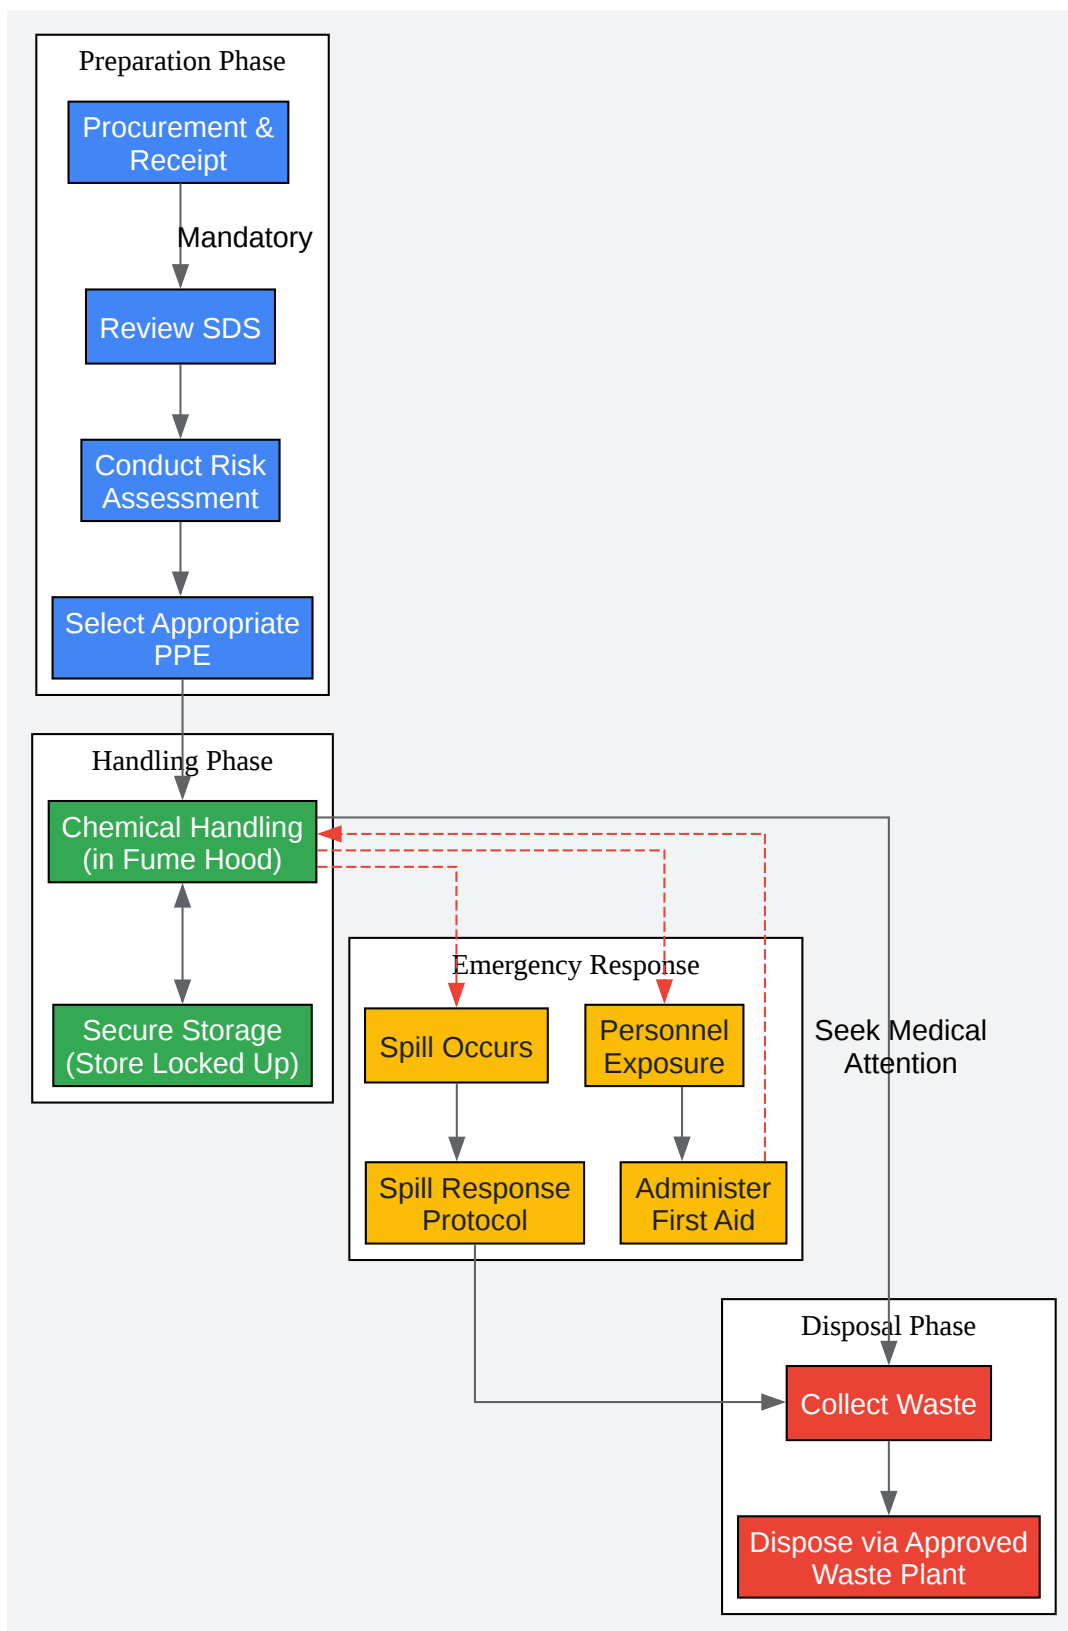 Preparation Phase
Procurement &
Receipt
Mandatory
Review SDS
Conduct Risk
Assessment
Select Appropriate
PPE
Handling Phase
Chemical Handling
(in Fume Hood)
Secure Storage
(Store Locked Up)
Emergency Response
Spill Occurs
Personnel
Exposure
Seek Medical
Attention
Spill Response
Protocol
Administer
First Aid
Disposal Phase
Collect Waste
Dispose via Approved
Waste Plant